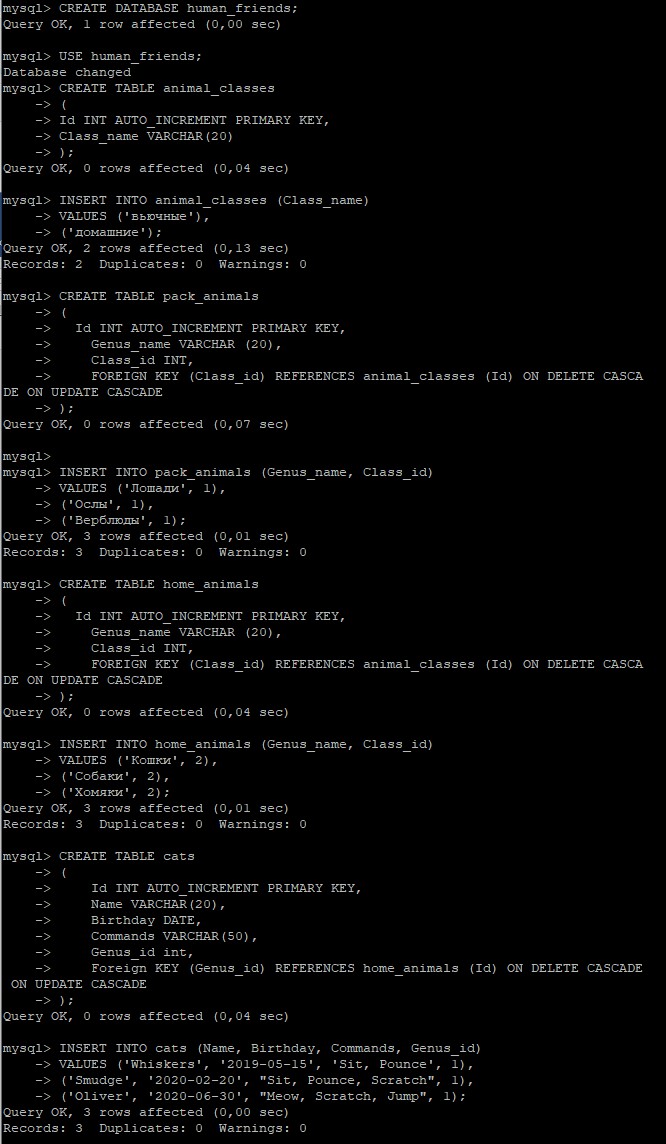 mysql> CREATE DATABASE human_friends;
Query OK, 1 row affected (0,00 sec)
mysql> USE human_friends;
Database changed
mysql> CREATE TABLE animal_classes
    -> (
    -> Id INT AUTO_INCREMENT PRIMARY KEY,
    -> Class_name VARCHAR(20)
    -> );
Query OK, 0 rows affected (0,04 sec)
mysql> INSERT INTO animal_classes (Class_name)
    -> VALUES ('вьючные'),
    -> ('домашние');
Query OK, 2 rows affected (0,13 sec)
Records: 2  Duplicates: 0  Warnings: 0
mysql> CREATE TABLE pack_animals
    -> (
    ->   Id INT AUTO_INCREMENT PRIMARY KEY,
    ->     Genus_name VARCHAR (20),
    ->     Class_id INT,
    ->     FOREIGN KEY (Class_id) REFERENCES animal_classes (Id) ON DELETE CASCA
DE ON UPDATE CASCADE
    -> );
Query OK, 0 rows affected (0,07 sec)
mysql>
mysql> INSERT INTO pack_animals (Genus_name, Class_id)
    -> VALUES ('Лошади', 1),
    -> ('Ослы', 1),
    -> ('Верблюды', 1);
Query OK, 3 rows affected (0,01 sec)
Records: 3  Duplicates: 0  Warnings: 0
mysql> CREATE TABLE home_animals
    -> (
    ->   Id INT AUTO_INCREMENT PRIMARY KEY,
    ->     Genus_name VARCHAR (20),
    ->     Class_id INT,
    ->     FOREIGN KEY (Class_id) REFERENCES animal_classes (Id) ON DELETE CASCA
DE ON UPDATE CASCADE
    -> );
Query OK, 0 rows affected (0,04 sec)
mysql> INSERT INTO home_animals (Genus_name, Class_id)
    -> VALUES ('Кошки', 2),
    -> ('Собаки', 2),
    -> ('Хомяки', 2);
Query OK, 3 rows affected (0,01 sec)
Records: 3  Duplicates: 0  Warnings: 0
mysql> CREATE TABLE cats
    -> (
    ->     Id INT AUTO_INCREMENT PRIMARY KEY,
    ->     Name VARCHAR(20),
    ->     Birthday DATE,
    ->     Commands VARCHAR(50),
    ->     Genus_id int,
    ->     Foreign KEY (Genus_id) REFERENCES home_animals (Id) ON DELETE CASCADE
 ON UPDATE CASCADE
    -> );
Query OK, 0 rows affected (0,04 sec)
mysql> INSERT INTO cats (Name, Birthday, Commands, Genus_id)
    -> VALUES ('Whiskers', '2019-05-15', 'Sit, Pounce', 1),
    -> ('Smudge', '2020-02-20', "Sit, Pounce, Scratch", 1),
    -> ('Oliver', '2020-06-30', "Meow, Scratch, Jump", 1);
Query OK, 3 rows affected (0,00 sec)
Records: 3  Duplicates: 0  Warnings: 0